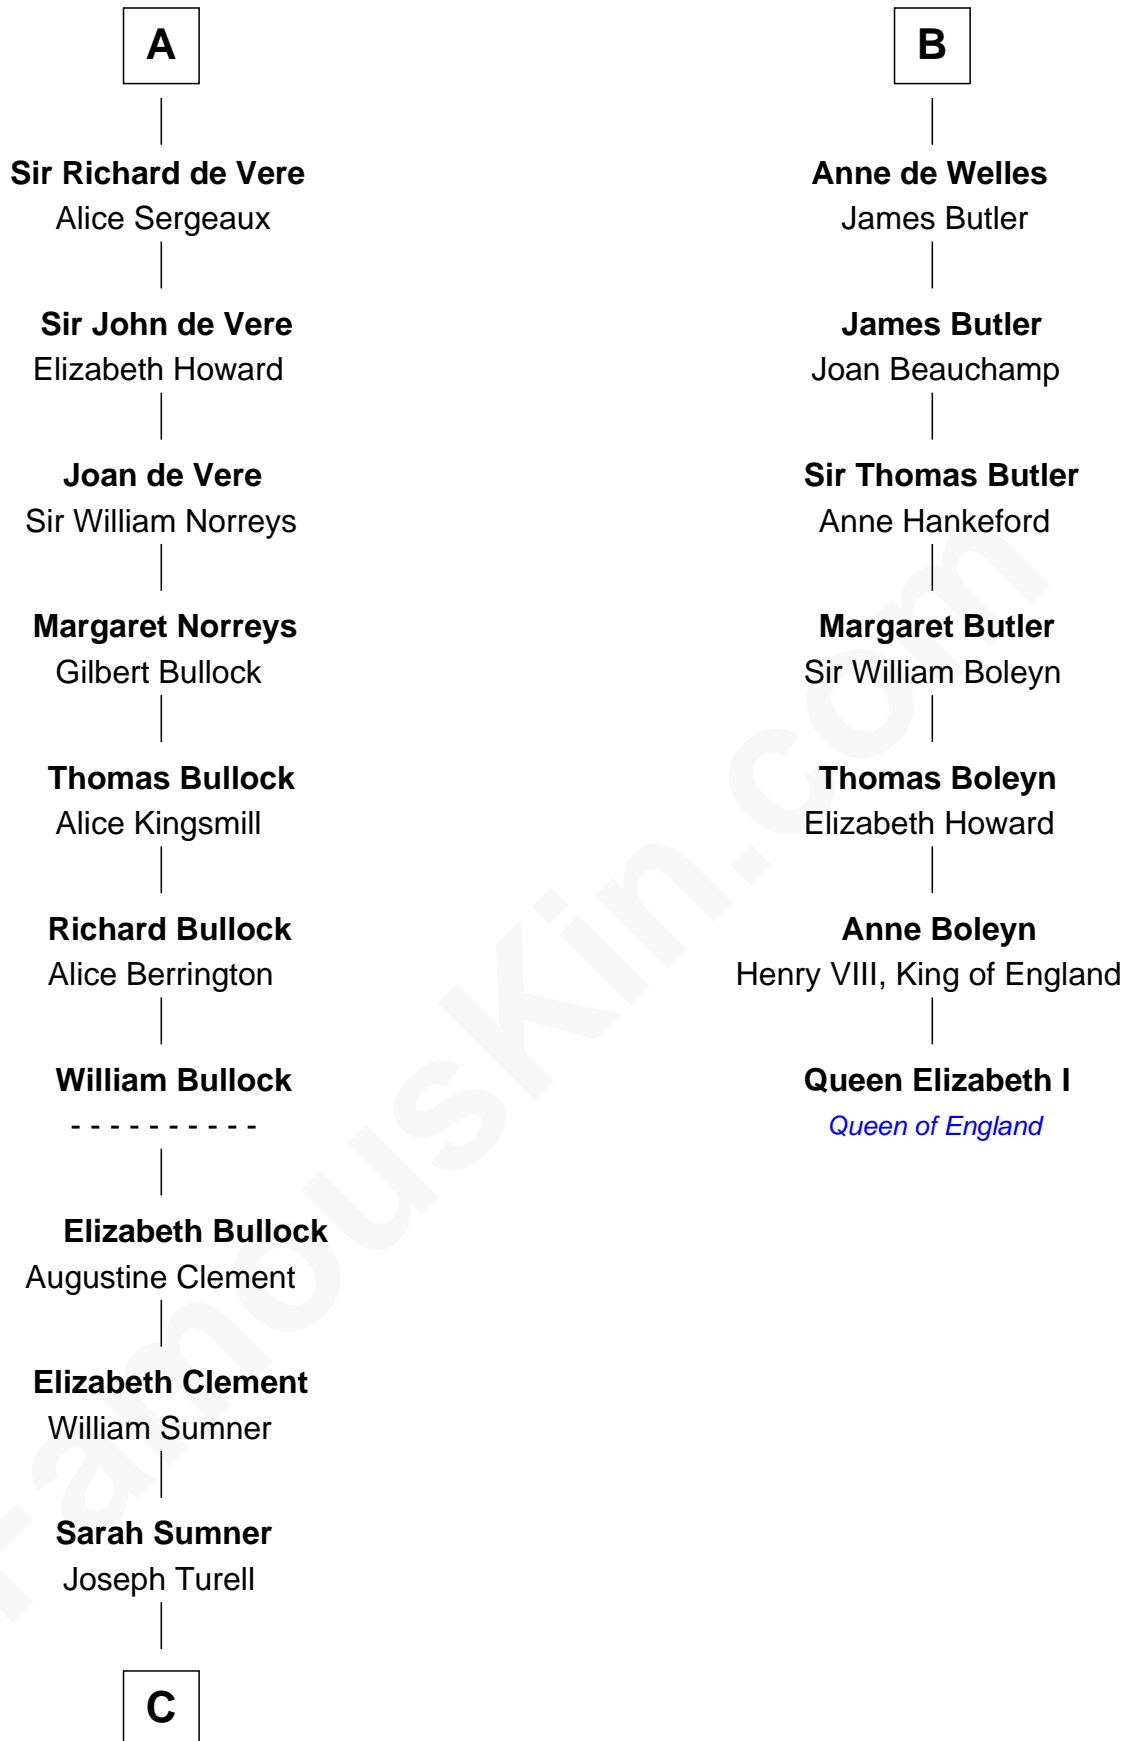 A
Sir Richard de Vere
Alice Sergeaux
Sir John de Vere
Elizabeth Howard
Joan de Vere
Sir William Norreys
Margaret Norreys
Gilbert Bullock
Thomas Bullock
Alice Kingsmill
Richard Bullock
Alice Berrington
William Bullock
- - - - - - - - - -
Elizabeth Bullock
Augustine Clement
Elizabeth Clement
William Sumner
Sarah Sumner
Joseph Turell
C
B
Anne de Welles
James Butler
James Butler
Joan Beauchamp
Sir Thomas Butler
Anne Hankeford
Margaret Butler
Sir William Boleyn
Thomas Boleyn
Elizabeth Howard
Anne Boleyn
Henry VIII, King of England
Queen Elizabeth I
Queen of England
FamousKin.com